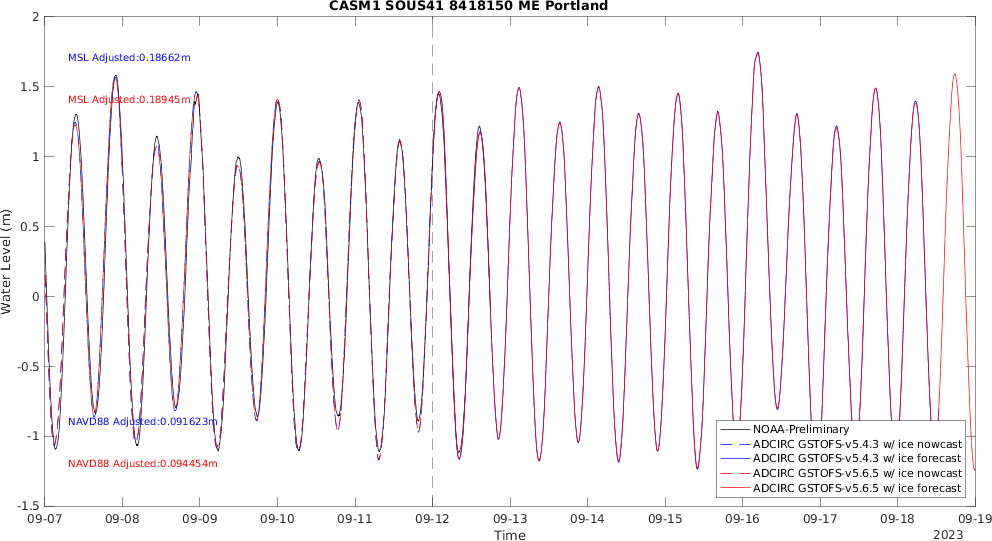 CASM1 SOUS41 8418150 ME Portland
2
MSL Adjusted:0.18662m
1.5
MSL Adjusted:0.18945m
1
0.5
Water Level (m)
0
-0.5
NAVD88 Adjusted:0.091623m
-1
NAVD88 Adjusted:0.094454m
NOAA-Preliminary
ADCIRC GSTOFS-v5.4.3 w/ ice nowcast
ADCIRC GSTOFS-v5.4.3 w/ ice forecast
ADCIRC GSTOFS-v5.6.5 w/ ice nowcast
ADCIRC GSTOFS-v5.6.5 w/ ice forecast
-1.5
09-07 09-08 09-09 09-10 09-11 09-12 09-13 09-14 09-15 09-16 09-17 09-18 09-19
Time
2023